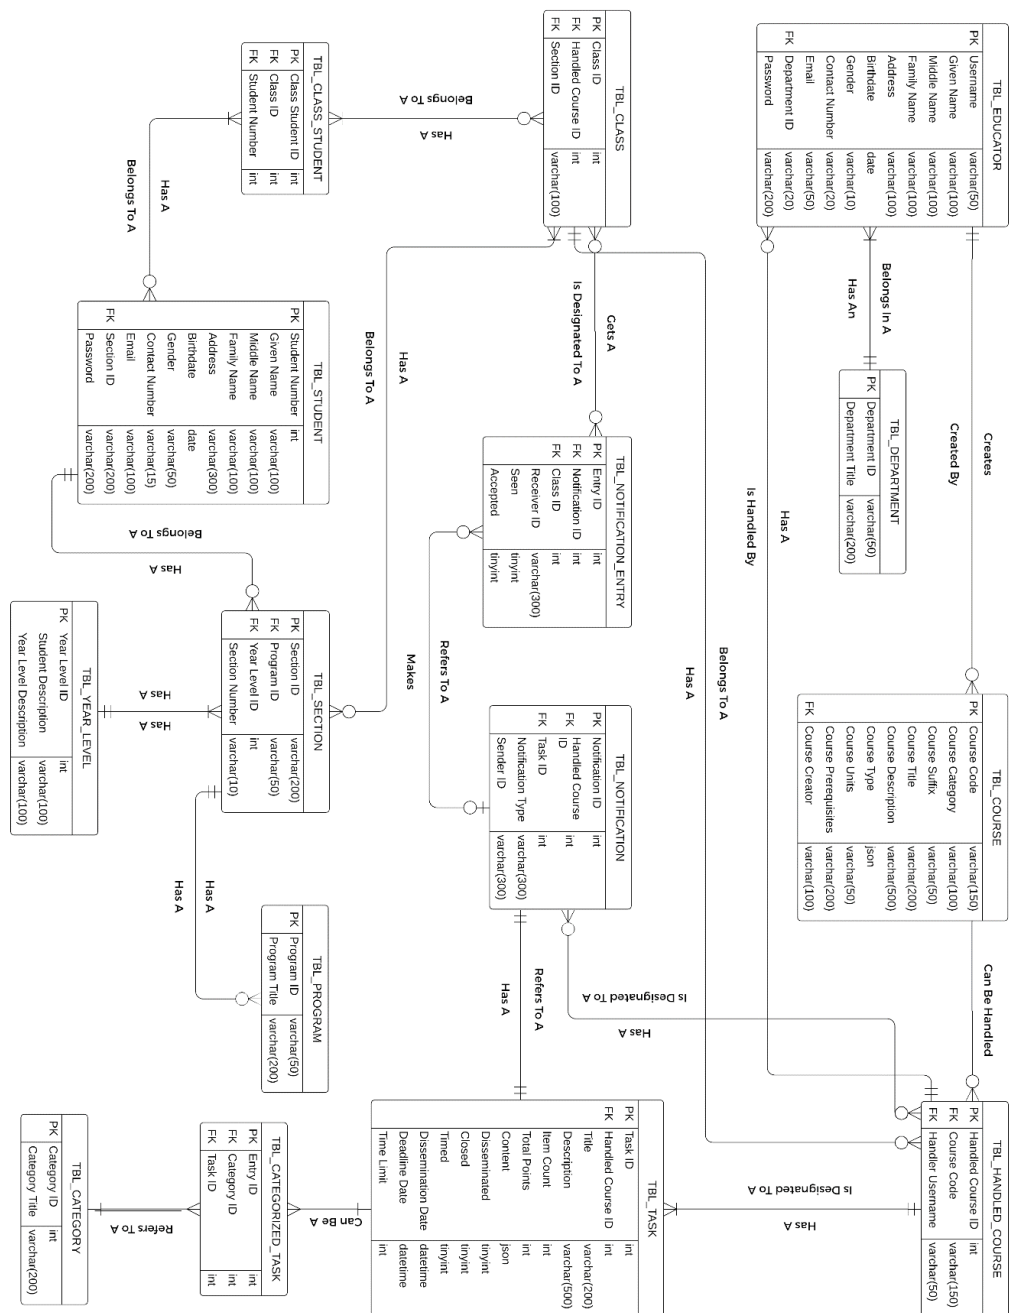 TBL_EDUCATOR
PK Username varchar(50)
Given Name varchar(100)
Middle Name varchar(100)
Family Name varchar(100)
Address varchar(100)
Birthdate date
Gender varchar(10)
Contact Number varchar(20)
Email varchar(50)
FK Department ID varchar(20)
Password varchar(200)
Creates
Created By
TBL_COURSE
PK Course Code varchar(150)
Course Category varchar(100)
Course Suffix varchar(50)
Course Title varchar(200)
Course Description varchar(500)
Course Type json
Course Units varchar(50)
Course Prerequisites varchar(200)
FK Course Creator varchar(100)
Can Be Handled
TBL_HANDLED_COURSE
PK Handled Course ID int
FK Course Code varchar(150)
FK Handler Username varchar(50)
Belongs In A
Has An
TBL_DEPARTMENT
PK Department ID varchar(50)
Department Title varchar(200)
Has A
Is Handled By
Belongs To A
Has A
Is Designated To A
Has A
TBL_CLASS
PK Class ID int
FK Handled Course ID int
FK Section ID varchar(100)
Gets A
Is Designated To A
TBL_NOTIFICATION_ENTRY
PK Entry ID int
FK Notification ID int
FK Class ID int
Receiver ID varchar(300)
Seen tinyint
Accepted tinyint
Refers To A
Makes
TBL_NOTIFICATION
PK Notification ID int
FK Handled Course ID int
FK Task ID int
Notification Type varchar(300)
Sender ID varchar(300)
Is Designated To A
Has A
Refers To A
Has A
TBL_TASK
PK Task ID int
FK Handled Course ID int
Title varchar(200)
Description varchar(500)
Item Count int
Total Points int
Content json
Disseminated tinyint
Closed tinyint
Timed tinyint
Dissemination Date datetime
Deadline Date datetime
Time Limit int
Belongs To A
Has A
Has A
Belongs To A
TBL_CLASS_STUDENT
PK Class Student ID int
FK Class ID int
FK Student Number int
Has A
Belongs To A
TBL_STUDENT
PK Student Number int
Given Name varchar(100)
Middle Name varchar(100)
Family Name varchar(100)
Address varchar(300)
Birthdate date
Gender varchar(50)
Contact Number varchar(15)
Email varchar(100)
FK Section ID varchar(200)
Password varchar(200)
Belongs To A
Has A
TBL_SECTION
PK Section ID varchar(200)
FK Program ID varchar(50)
FK Year Level ID int
Section Number varchar(10)
Has A
Has A
TBL_PROGRAM
PK Program ID varchar(50)
Program Title varchar(200)
Can Be A
TBL_CATEGORIZED_TASK
PK Entry ID int
FK Category ID int
FK Task ID int
Has A
Has A
TBL_YEAR_LEVEL
PK Year Level ID int
Student Description varchar(100)
Year Level Description varchar(100)
Refers To A
TBL_CATEGORY
PK Category ID int
Category Title varchar(200)